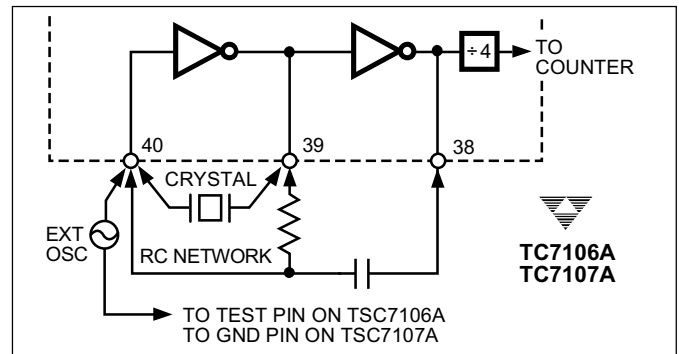 ÷4
TO
COUNTER
40
39
38
CRYSTAL
EXT
OSC
RC NETWORK
TC7106A
TC7107A
TO TEST PIN ON TSC7106A
TO GND PIN ON TSC7107A